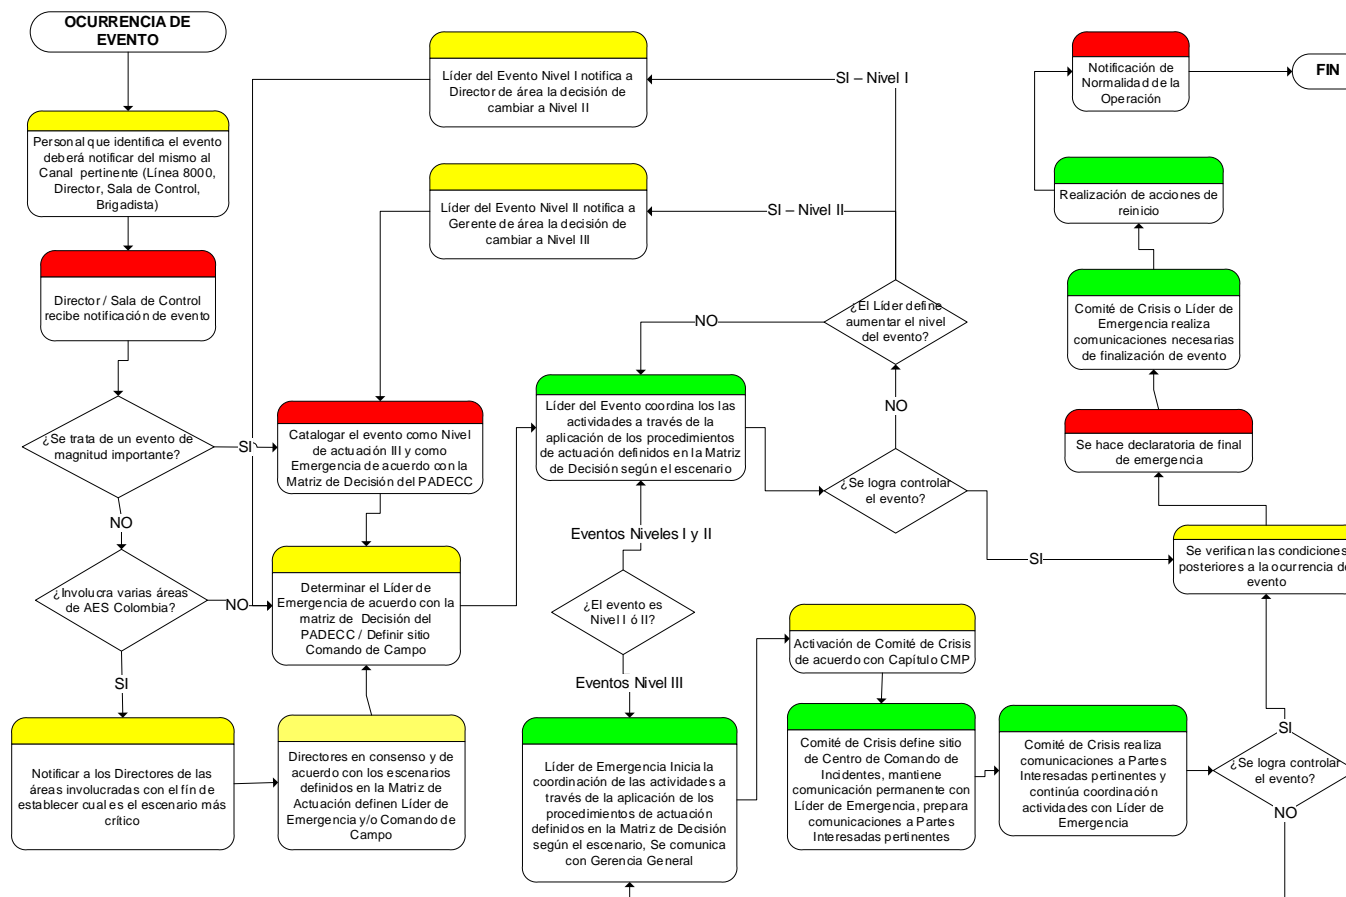 OCURRENCIA DE
EVENTO
Personal que identifica el evento
deberá notificar del mismo al
Canal pertinente (Línea 8000,
Director, Sala de Control,
Brigadista)
Director / Sala de Control
recibe notificación de evento
¿Se trata de un evento de
magnitud importante?
SI
NO
¿Involucra varias áreas
de AES Colombia?
NO
SI
Notificar a los Directores de las
áreas involucradas con el fín de
establecer cual es el escenario más
crítico
Directores en consenso y de
acuerdo con los escenarios
definidos en la Matriz de
Actuación definen Líder de
Emergencia y/o Comando de
Campo
Catalogar el evento como Nivel
de actuación III y como
Emergencia de acuerdo con la
Matriz de Decisión del PADECC
Determinar el Líder de
Emergencia de acuerdo con la
matriz de Decisión del
PADECC / Definir sitio
Comando de Campo
Líder del Evento Nivel I notifica a
Director de área la decisión de
cambiar a Nivel II
SI – Nivel I
Líder del Evento Nivel II notifica a
Gerente de área la decisión de
cambiar a Nivel III
SI – Nivel II
¿El Líder define
aumentar el nivel
del evento?
NO
NO
Líder del Evento coordina los las
actividades a través de la
aplicación de los procedimientos
de actuación definidos en la Matriz
de Decisión según el escenario
¿Se logra controlar
el evento?
SI
Eventos Niveles I y II
¿El evento es
Nivel I ó II?
Eventos Nivel III
Líder de Emergencia Inicia la
coordinación de las actividades a
través de la aplicación de los
procedimientos de actuación
definidos en la Matriz de Decisión
según el escenario, Se comunica
con Gerencia General
Activación de Comité de Crisis
de acuerdo con Capítulo CMP
Comité de Crisis define sitio
de Centro de Comando de
Incidentes, mantiene
comunicación permanente con
Líder de Emergencia, prepara
comunicaciones a Partes
Interesadas pertinentes
Comité de Crisis realiza
comunicaciones a Partes
Interesadas pertinentes y
continúa coordinación
actividades con Líder de
Emergencia
¿Se logra controlar
el evento?
SI
NO
Se verifican las condiciones
posteriores a la ocurrencia de
evento
Se hace declaratoria de final
de emergencia
Comité de Crisis o Líder de
Emergencia realiza
comunicaciones necesarias
de finalización de evento
Realización de acciones de
reinicio
Notificación de
Normalidad de la
Operación
FIN